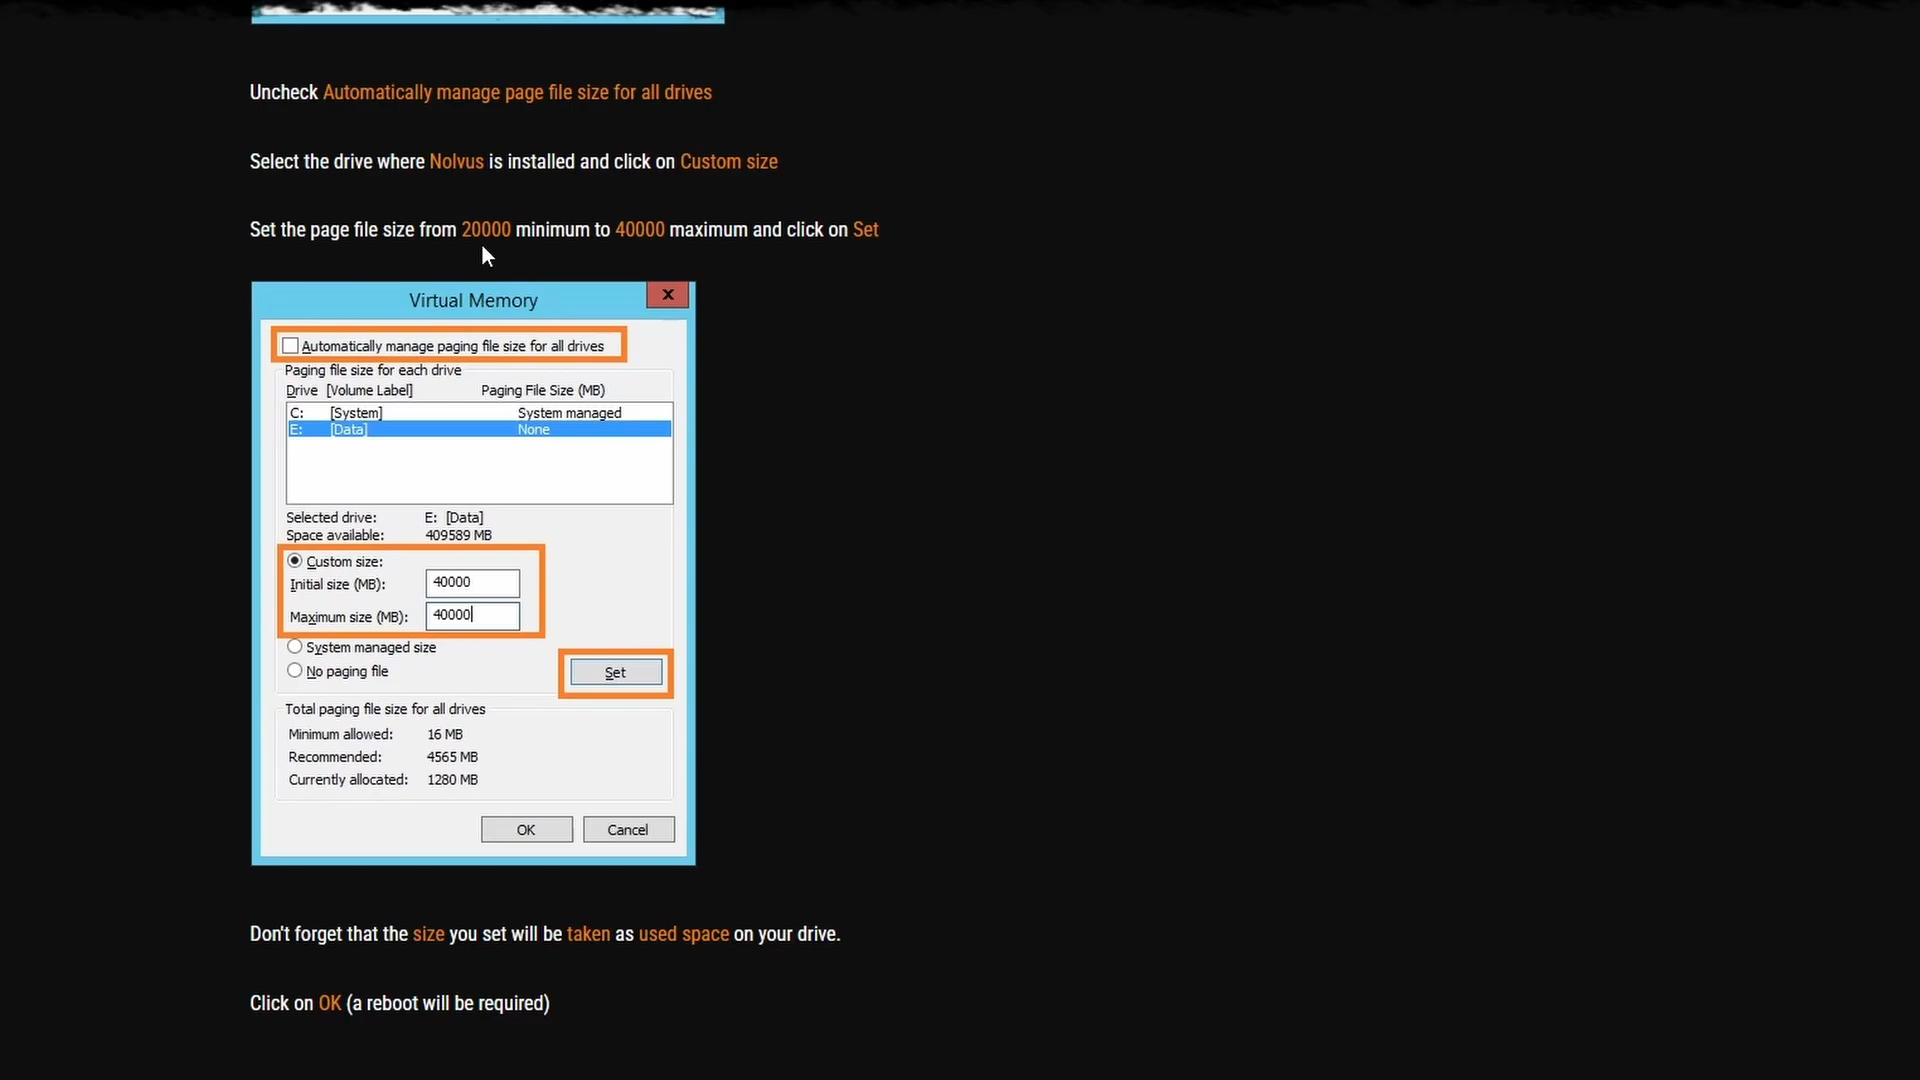 Uncheck Automatically manage page file size for all drives
Select the drive where Nolvus is installed and click on Custom size
Set the page file size from 20000 minimum to 40000 maximum and click on Set
Virtual Memory
x
Automatically manage paging file size for all drives
Paging file size for each drive
Drive [Volume Label] Paging File Size (MB)
C: [System] System managed
E: [Data] None
Selected drive: E: [Data]
Space available: 409589 MB
Custom size:
Initial size (MB): 40000
Maximum size (MB): 40000
System managed size
No paging file
Set
Total paging file size for all drives
Minimum allowed: 16 MB
Recommended: 4565 MB
Currently allocated: 1280 MB
OK Cancel
Don't forget that the size you set will be taken as used space on your drive.
Click on OK (a reboot will be required)